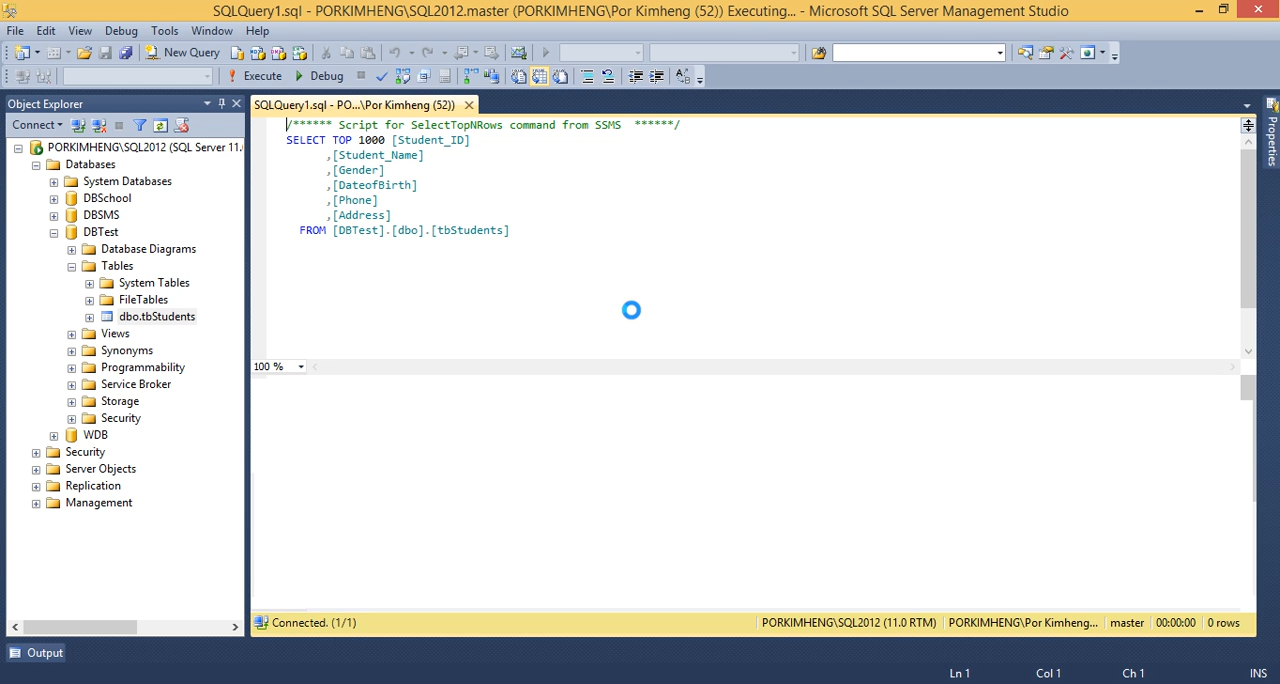 SQLQuery1.sql - PORKIMHENG\SQL2012.master (PORKIMHENG\Por Kimheng (52)) Executing... - Microsoft SQL Server Management Studio
File Edit View Debug Tools Window Help
New Query
Execute Debug
Object Explorer
SQLQuery1.sql - PO...\Por Kimheng (52))
Connect
PORKIMHENG\SQL2012 (SQL Server 11.
Databases
System Databases
DBSchool
DBSMS
DBTest
Database Diagrams
Tables
System Tables
FileTables
dbo.tbStudents
Views
Synonyms
Programmability
Service Broker
Storage
Security
WDB
Security
Server Objects
Replication
Management
/****** Script for SelectTopNRows command from SSMS  ******/
SELECT TOP 1000 [Student_ID]
,[Student_Name]
,[Gender]
,[DateofBirth]
,[Phone]
,[Address]
FROM [DBTest].[dbo].[tbStudents]
100 %
Properties
Connected. (1/1) PORKIMHENG\SQL2012 (11.0 RTM) PORKIMHENG\Por Kimheng... master 00:00:00 0 rows
Output
Ln 1 Col 1 Ch 1 INS